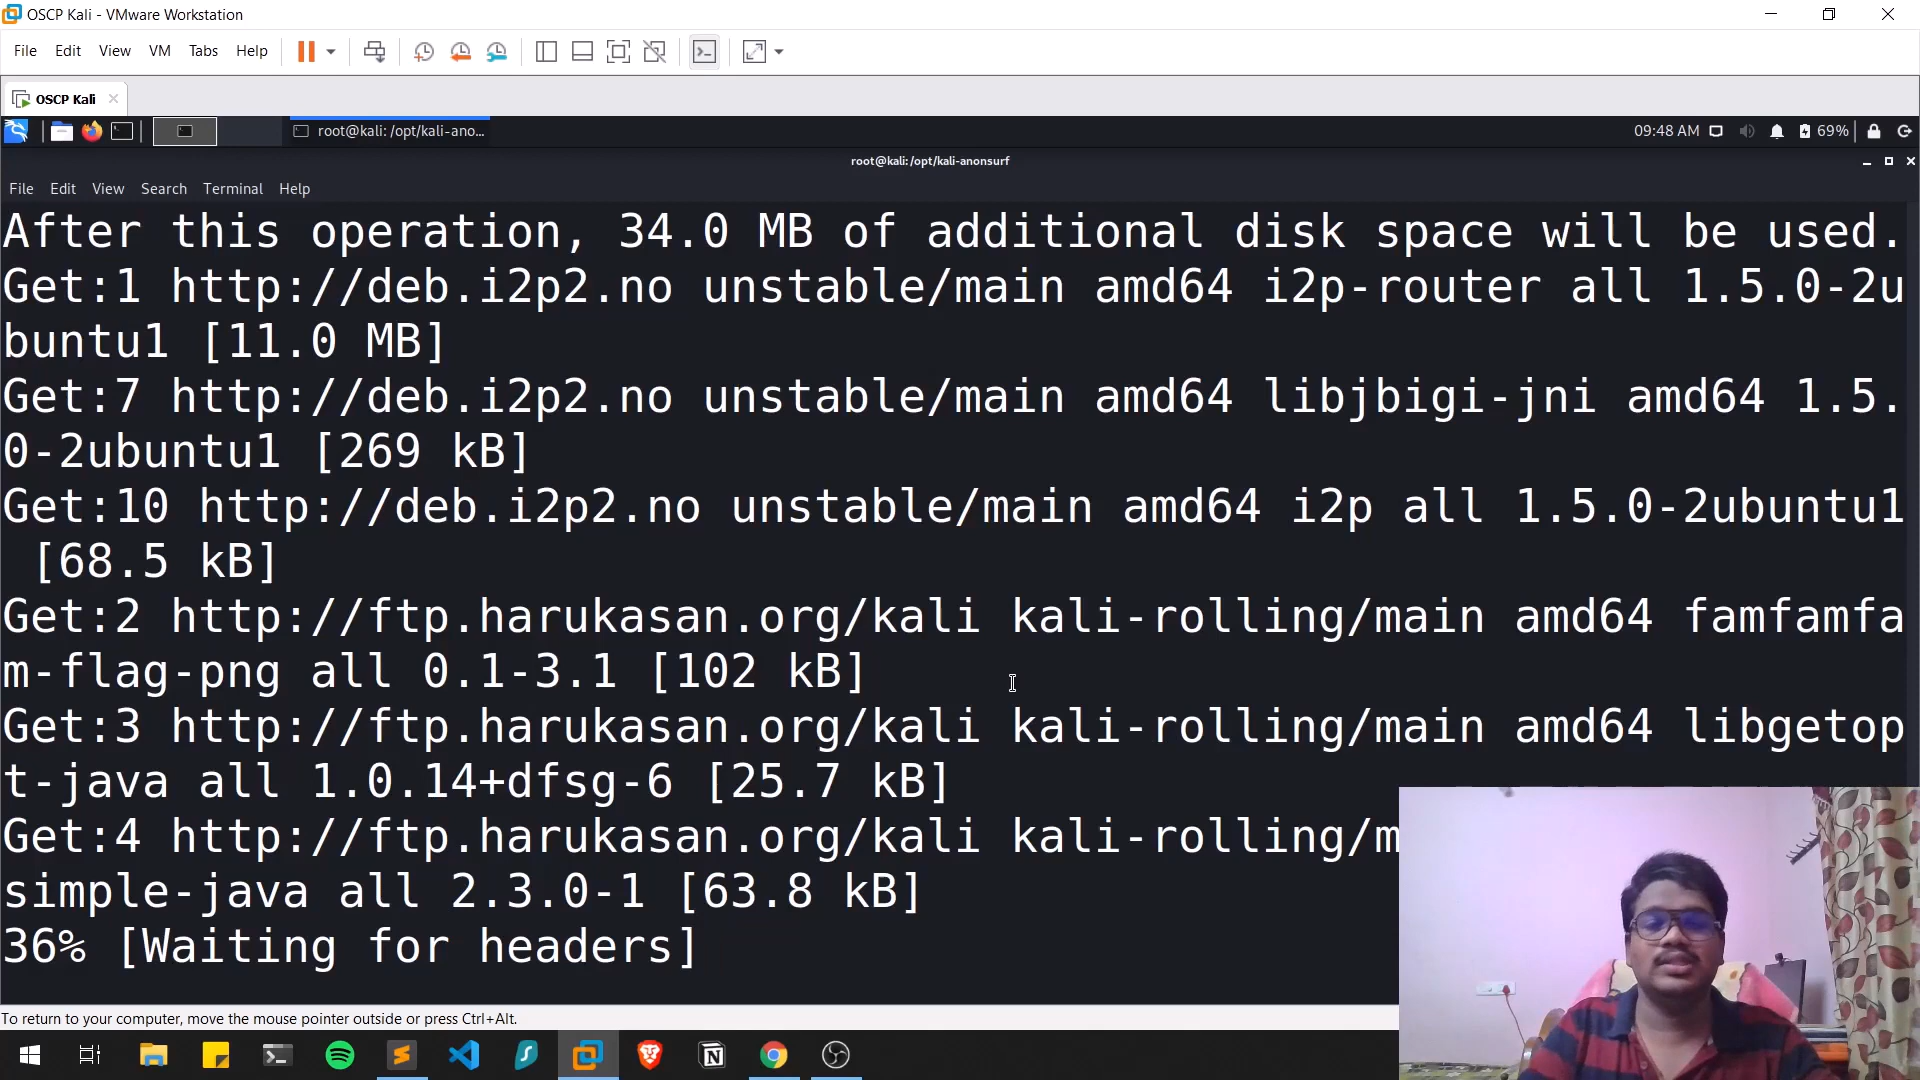 OSCP Kali - VMware Workstation
File Edit View VM Tabs Help
OSCP Kali
root@kali: /opt/kali-ano...
09:48 AM 69%
root@kali:/opt/kali-anonsurf
File Edit View Search Terminal Help
After this operation, 34.0 MB of additional disk space will be used.
Get:1 http://deb.i2p2.no unstable/main amd64 i2p-router all 1.5.0-2u
buntu1 [11.0 MB]
Get:7 http://deb.i2p2.no unstable/main amd64 libjbigi-jni amd64 1.5.
0-2ubuntu1 [269 kB]
Get:10 http://deb.i2p2.no unstable/main amd64 i2p all 1.5.0-2ubuntu1
[68.5 kB]
Get:2 http://ftp.harukasan.org/kali kali-rolling/main amd64 famfamfa
m-flag-png all 0.1-3.1 [102 kB]
Get:3 http://ftp.harukasan.org/kali kali-rolling/main amd64 libgetop
t-java all 1.0.14+dfsg-6 [25.7 kB]
Get:4 http://ftp.harukasan.org/kali kali-rolling/m
simple-java all 2.3.0-1 [63.8 kB]
36% [Waiting for headers]
To return to your computer, move the mouse pointer outside or press Ctrl+Alt.